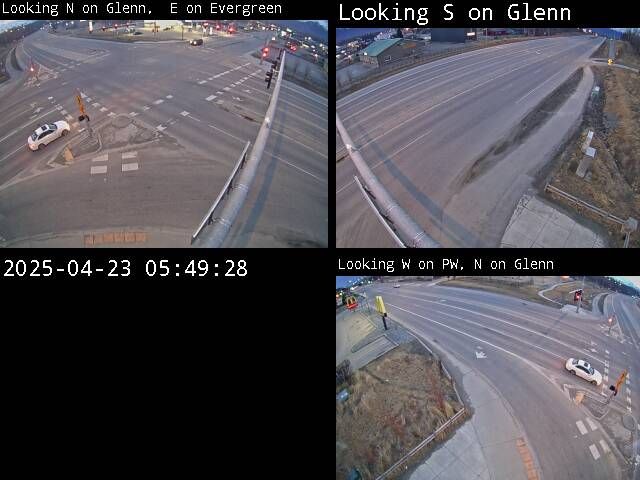 Looking N on Glenn,  E on Evergreen
Looking S on Glenn
2025-04-23 05:49:28
Looking W on PW, N on Glenn